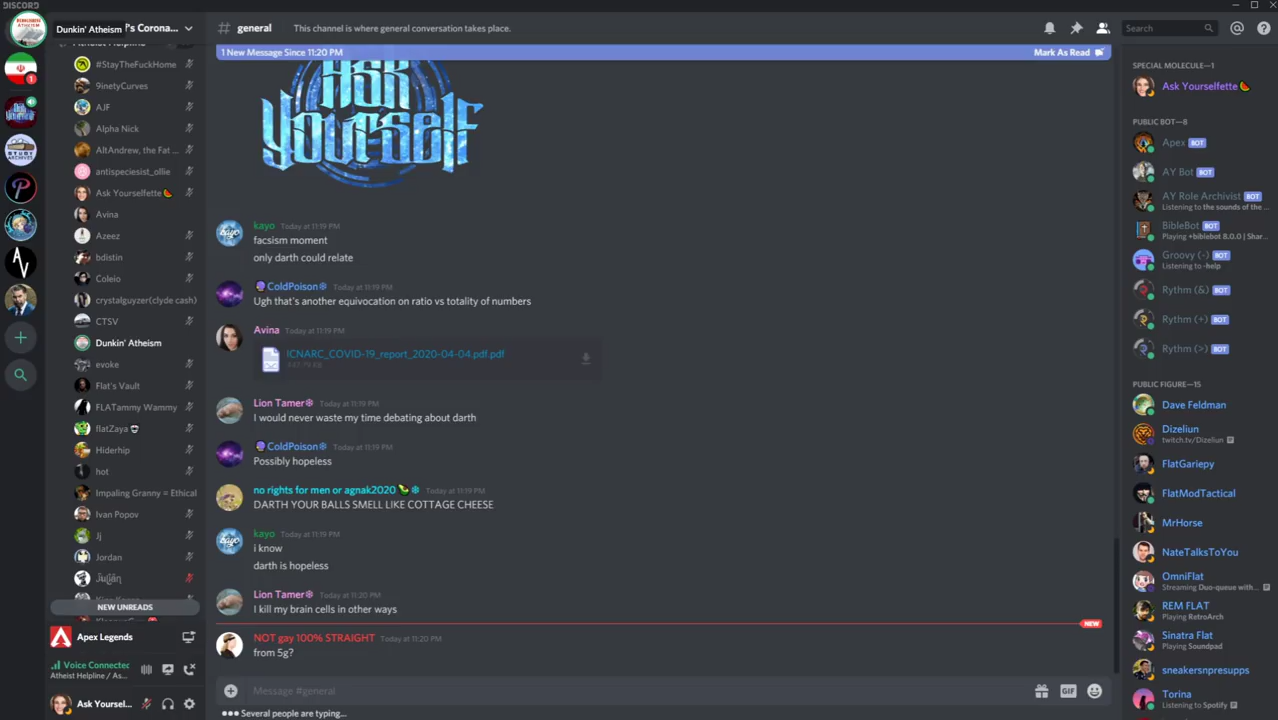 DISCORD
Dunkin' Atheism
's Corona...
# general
This channel is where general conversation takes place.
Search
#StayTheFuckHome
9inetyCurves
AJF
Alpha Nick
AltAndrew, the Fat ...
antispeciesist_ollie
Ask Yourselfette
Avina
Azeez
bdistin
Coleio
crystalguyzer(clyde cash)
CTSV
Dunkin' Atheism
evoke
Flat's Vault
FLATammy Wammy
flatZaya
Hiderhip
hot
Impaling Granny = Ethical
Ivan Popov
Jj
Jordan
NEW UNREADS
Apex Legends
Voice Connected
Atheist Helpline / As...
Ask Yoursel...
1 New Message Since 11:20 PM
Mark As Read
ASK
YOURSELF
kayo Today at 11:19 PM
facsism moment
only darth could relate
ColdPoison Today at 11:19 PM
Ugh that's another equivocation on ratio vs totality of numbers
Avina Today at 11:19 PM
ICNARC_COVID-19_report_2020-04-04.pdf.pdf
Lion Tamer Today at 11:19 PM
I would never waste my time debating about darth
ColdPoison Today at 11:19 PM
Possibly hopeless
no rights for men or agnak2020 Today at 11:19 PM
DARTH YOUR BALLS SMELL LIKE COTTAGE CHEESE
kayo Today at 11:19 PM
i know
darth is hopeless
Lion Tamer Today at 11:20 PM
I kill my brain cells in other ways
NEW
NOT gay 100% STRAIGHT Today at 11:20 PM
from 5g?
Message #general
GIF
Several people are typing...
SPECIAL MOLECULE—1
Ask Yourselfette
PUBLIC BOT—8
Apex BOT
AY Bot BOT
AY Role Archivist BOT
Listening to the sounds of the ...
BibleBot BOT
Playing +biblebot 8.0.0 | Shar...
Groovy (-) BOT
Listening to -help
Rythm (&) BOT
Rythm (+) BOT
Rythm (>) BOT
PUBLIC FIGURE—15
Dave Feldman
Dizeliun
twitch.tv/Dizeliun
FlatGariepy
FlatModTactical
MrHorse
NateTalksToYou
OmniFlat
Streaming Duo-queue with...
REM FLAT
Playing RetroArch
Sinatra Flat
Playing Soundpad
sneakersnpresupps
Torina
Listening to Spotify
STUDY
ARCHIVES
AV
1